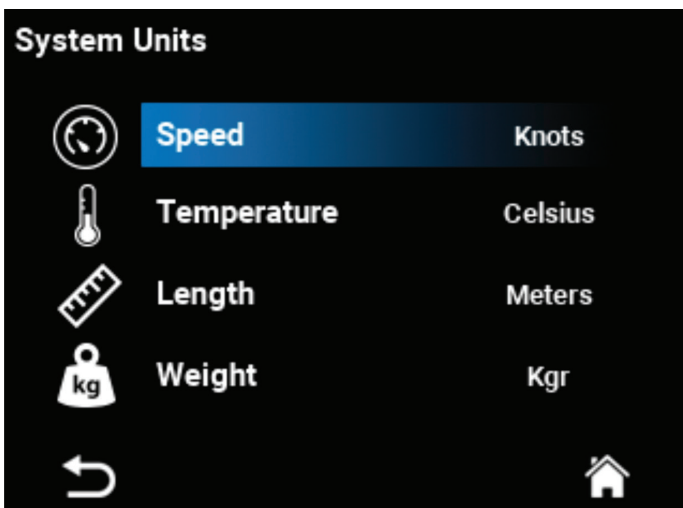 System Units
Speed Knots
Temperature Celsius
Length Meters
kg Weight Kgr